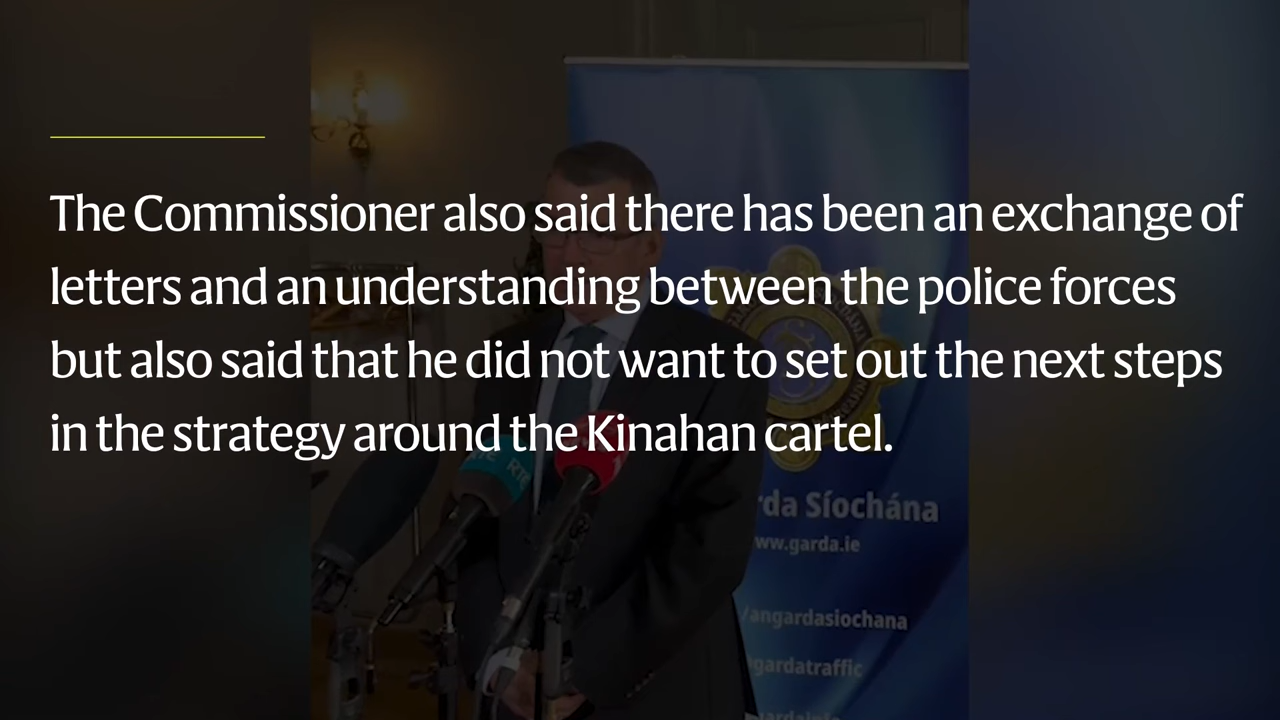 The Commissioner also said there has been an exchange of
letters and an understanding between the police forces
but also said that he did not want to set out the next steps
in the strategy around the Kinahan cartel.
RTÉ
rda Síochána
ww.garda.ie
/angardasiochana
gardatraffic